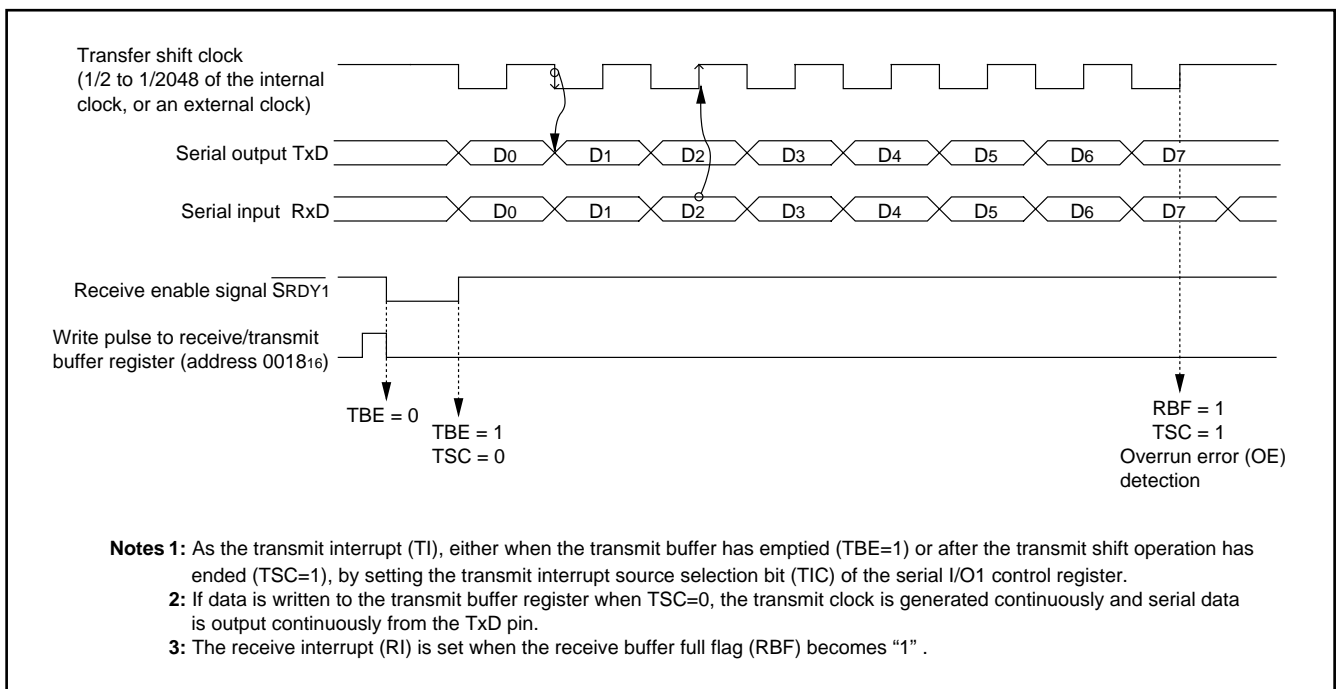 Transfer shift clock
(1/2 to 1/2048 of the internal
clock, or an external clock)
Serial output TxD
D0 D1 D2 D3 D4 D5 D6 D7
Serial input RxD
D0 D1 D2 D3 D4 D5 D6 D7
Receive enable signal SRDY1
Write pulse to receive/transmit
buffer register (address 001816)
TBE = 0
TBE = 1
TSC = 0
RBF = 1
TSC = 1
Overrun error (OE)
detection
Notes 1: As the transmit interrupt (TI), either when the transmit buffer has emptied (TBE=1) or after the transmit shift operation has
ended (TSC=1), by setting the transmit interrupt source selection bit (TIC) of the serial I/O1 control register.
2: If data is written to the transmit buffer register when TSC=0, the transmit clock is generated continuously and serial data
is output continuously from the TxD pin.
3: The receive interrupt (RI) is set when the receive buffer full flag (RBF) becomes “1” .